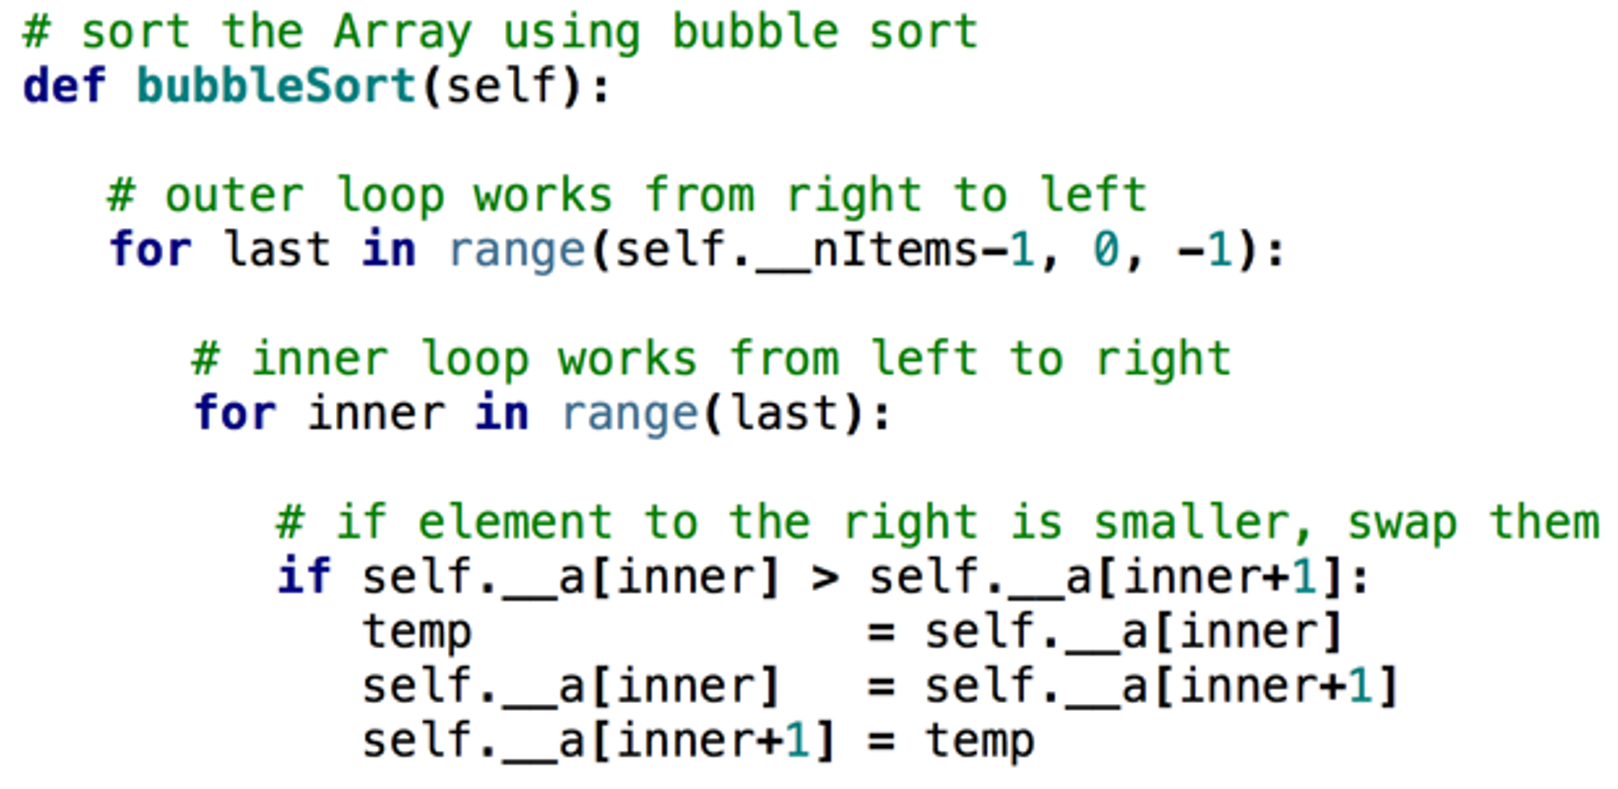 # sort the Array using bubble sort
def bubbleSort(self):
# outer loop works from right to left
for last in range(self.__nItems-1, 0, -1):
# inner loop works from left to right
for inner in range(last):
# if element to the right is smaller, swap them
if self.__a[inner] > self.__a[inner+1]:
temp = self.__a[inner]
self.__a[inner] = self.__a[inner+1]
self.__a[inner+1] = temp